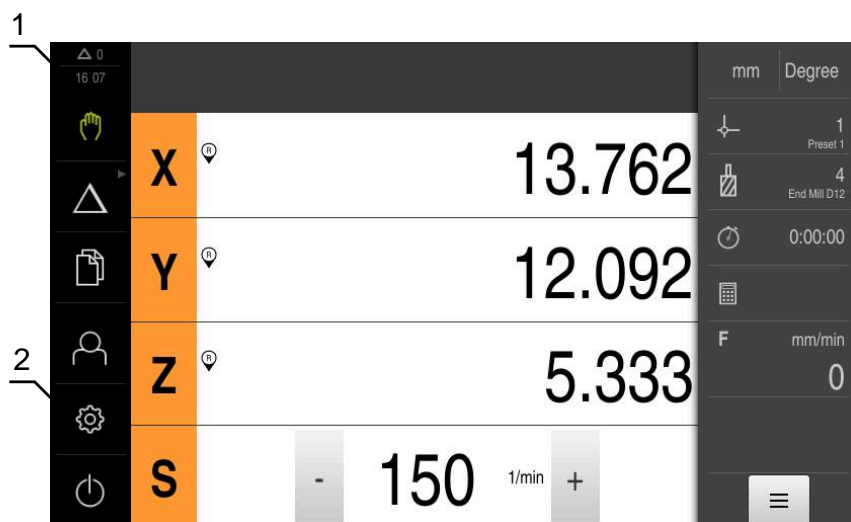 1
△ 0
16 07
mm Degree
1
Preset 1
X R 13.762
4
End Mill D12
0:00:00
Y R 12.092
F mm/min
0
2
Z R 5.333
S - 150 1/min +